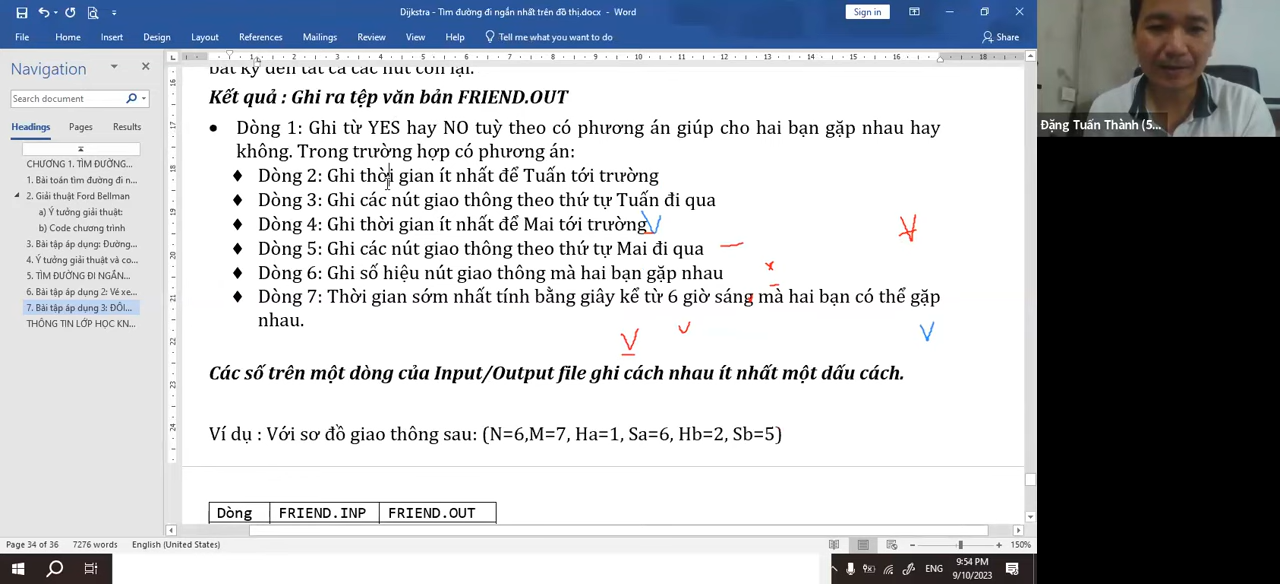 Dijkstra - Tìm đường đi ngắn nhất trên đồ thị.docx - Word
Sign in
File Home Insert Design Layout References Mailings Review View Help Tell me what you want to do Share
Navigation
Search document
Headings Pages Results
CHƯƠNG 1. TÌM ĐƯỜNG...
1. Bài toán tìm đường đi n...
2. Giải thuật Ford Bellman
a) Ý tưởng giải thuật:
b) Code chương trình
3. Bài tập áp dụng: Đường...
4. Ý tưởng giải thuật và co...
5. TÌM ĐƯỜNG ĐI NGẮN...
6. Bài tập áp dụng 2: Vé xe...
7. Bài tập áp dụng 3: ĐÔI...
THÔNG TIN LỚP HỌC KN...
bất kỳ đến tất cả các nút còn lại.
Kết quả : Ghi ra tệp văn bản FRIEND.OUT
• Dòng 1: Ghi từ YES hay NO tuỳ theo có phương án giúp cho hai bạn gặp nhau hay
không. Trong trường hợp có phương án:
♦ Dòng 2: Ghi thời gian ít nhất để Tuấn tới trường
♦ Dòng 3: Ghi các nút giao thông theo thứ tự Tuấn đi qua
♦ Dòng 4: Ghi thời gian ít nhất để Mai tới trường
♦ Dòng 5: Ghi các nút giao thông theo thứ tự Mai đi qua
♦ Dòng 6: Ghi số hiệu nút giao thông mà hai bạn gặp nhau
♦ Dòng 7: Thời gian sớm nhất tính bằng giây kể từ 6 giờ sáng mà hai bạn có thể gặp
nhau.
Các số trên một dòng của Input/Output file ghi cách nhau ít nhất một dấu cách.
Ví dụ : Với sơ đồ giao thông sau: (N=6,M=7, Ha=1, Sa=6, Hb=2, Sb=5)
Dòng FRIEND.INP FRIEND.OUT
Page 34 of 36 7276 words English (United States) 150%
ENG
9:54 PM
9/10/2023
Đặng Tuấn Thành (5...